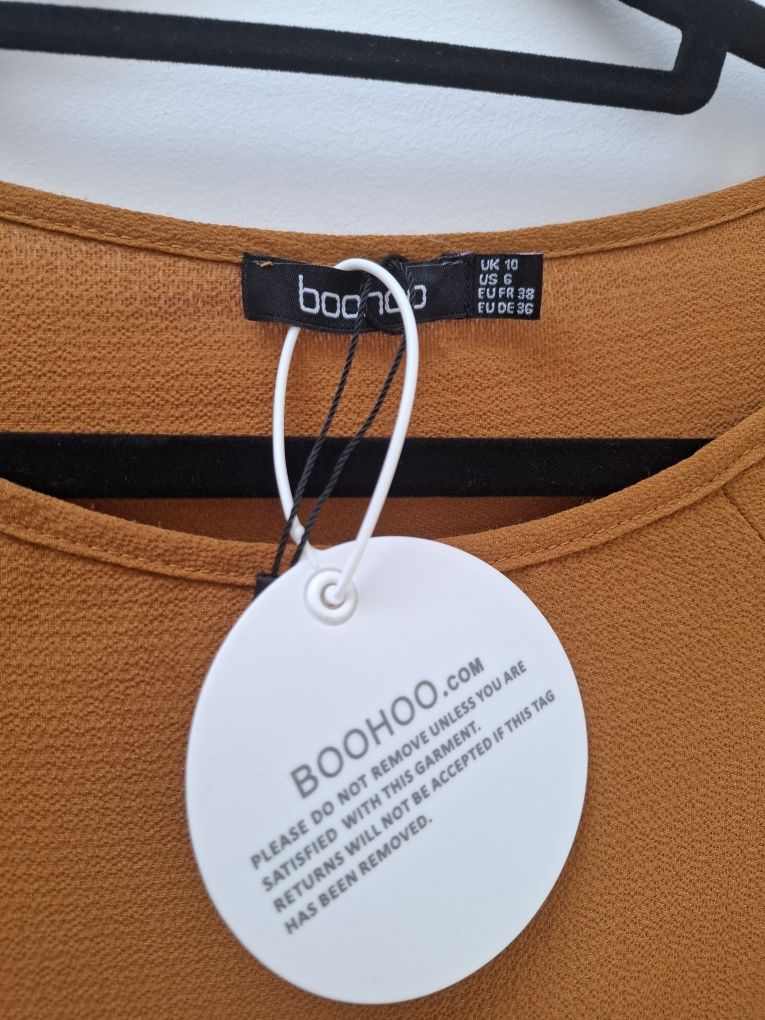 boohoo
UK 10
US 6
EU FR 38
EU DE 36
BOOHOO.COM
PLEASE DO NOT REMOVE UNLESS YOU ARE
SATISFIED WITH THIS GARMENT.
RETURNS WILL NOT BE ACCEPTED IF THIS TAG
HAS BEEN REMOVED.